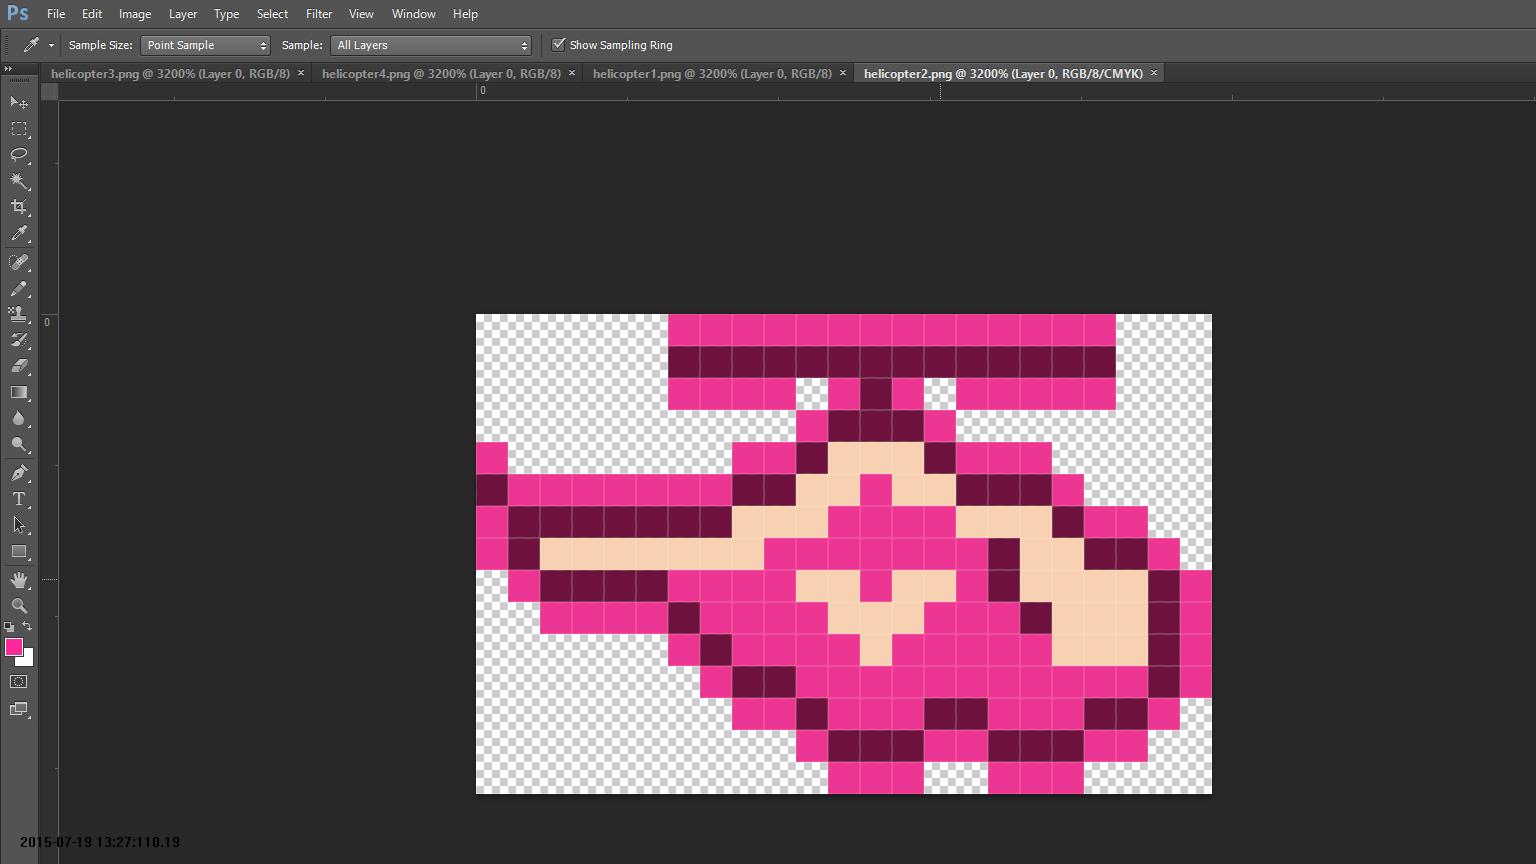 Ps File Edit Image Layer Type Select Filter View Window Help
Sample Size: Point Sample Sample: All Layers Show Sampling Ring
helicopter3.png @ 3200% (Layer 0, RGB/8) × helicopter4.png @ 3200% (Layer 0, RGB/8) × helicopter1.png @ 3200% (Layer 0, RGB/8) × helicopter2.png @ 3200% (Layer 0, RGB/8/CMYK) ×
0
0
T
2015-07-19 13:27:110.19